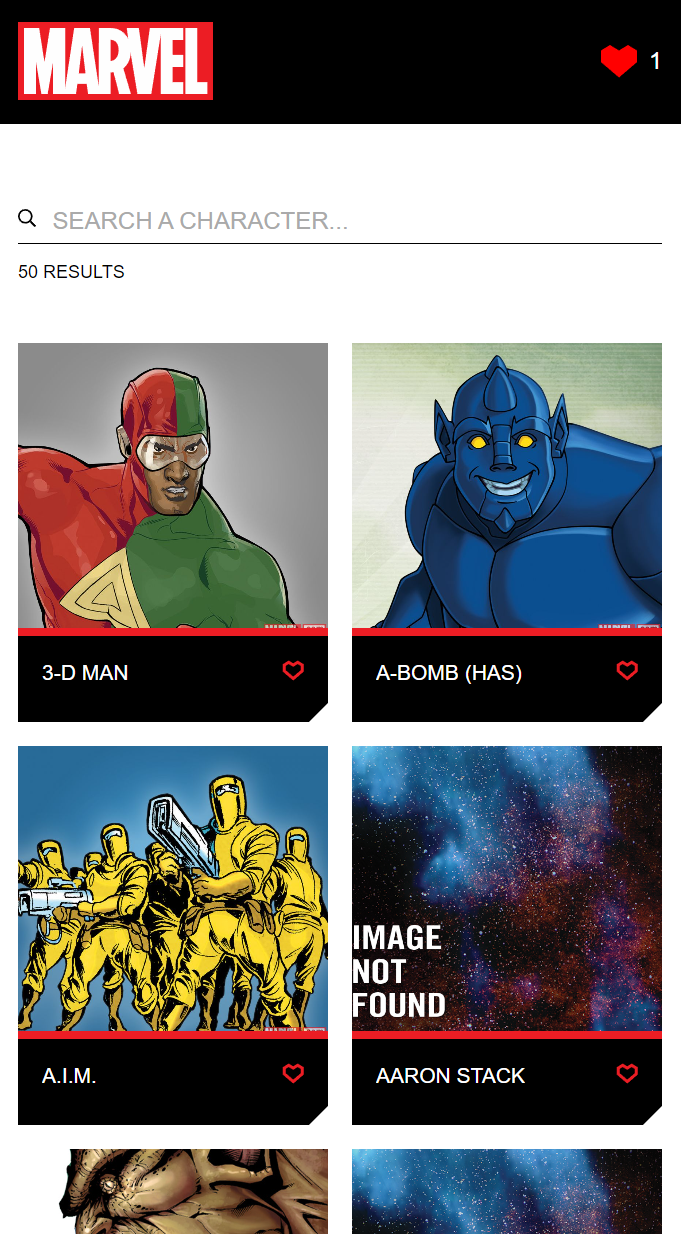 MARVEL
1
SEARCH A CHARACTER...
50 RESULTS
3-D MAN
A-BOMB (HAS)
IMAGE
NOT
FOUND
A.I.M.
AARON STACK